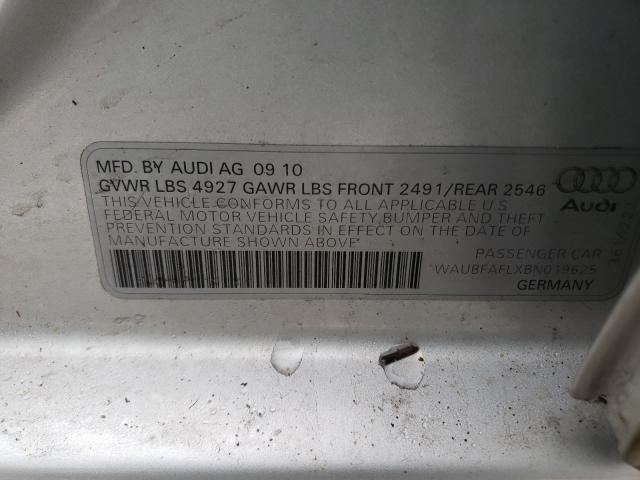 MFD. BY AUDI AG 09 10
GVWR LBS 4927 GAWR LBS FRONT 2491/REAR 2546
THIS VEHICLE CONFORMS TO ALL APPLICABLE U.S
FEDERAL MOTOR VEHICLE SAFETY, BUMPER AND THEFT
PREVENTION STANDARDS IN EFFECT ON THE DATE OF
MANUFACTURE SHOWN ABOVE
Audi
PASSENGER CAR
WAUBFAFLXBN019625
GERMANY